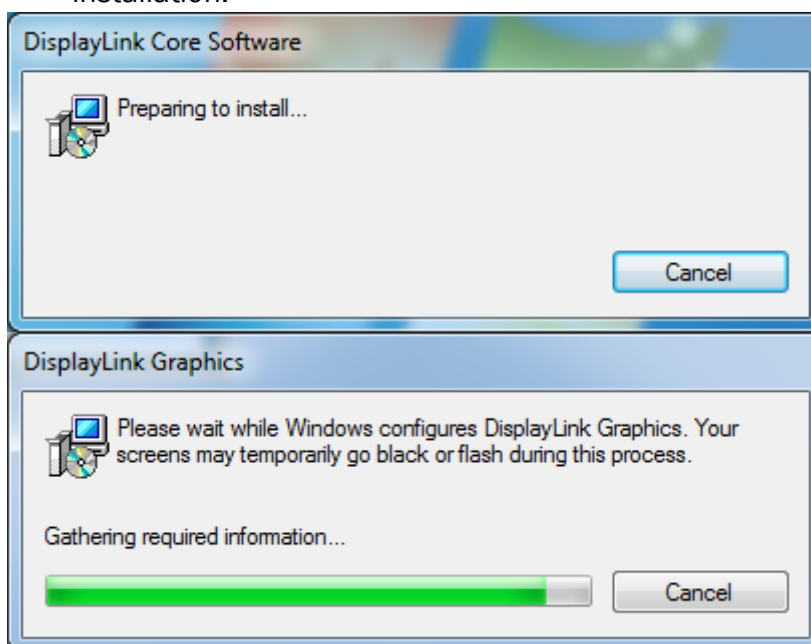 installation.
DisplayLink Core Software
Preparing to install...
Cancel
DisplayLink Graphics
Please wait while Windows configures DisplayLink Graphics. Your
screens may temporarily go black or flash during this process.
Gathering required information...
Cancel